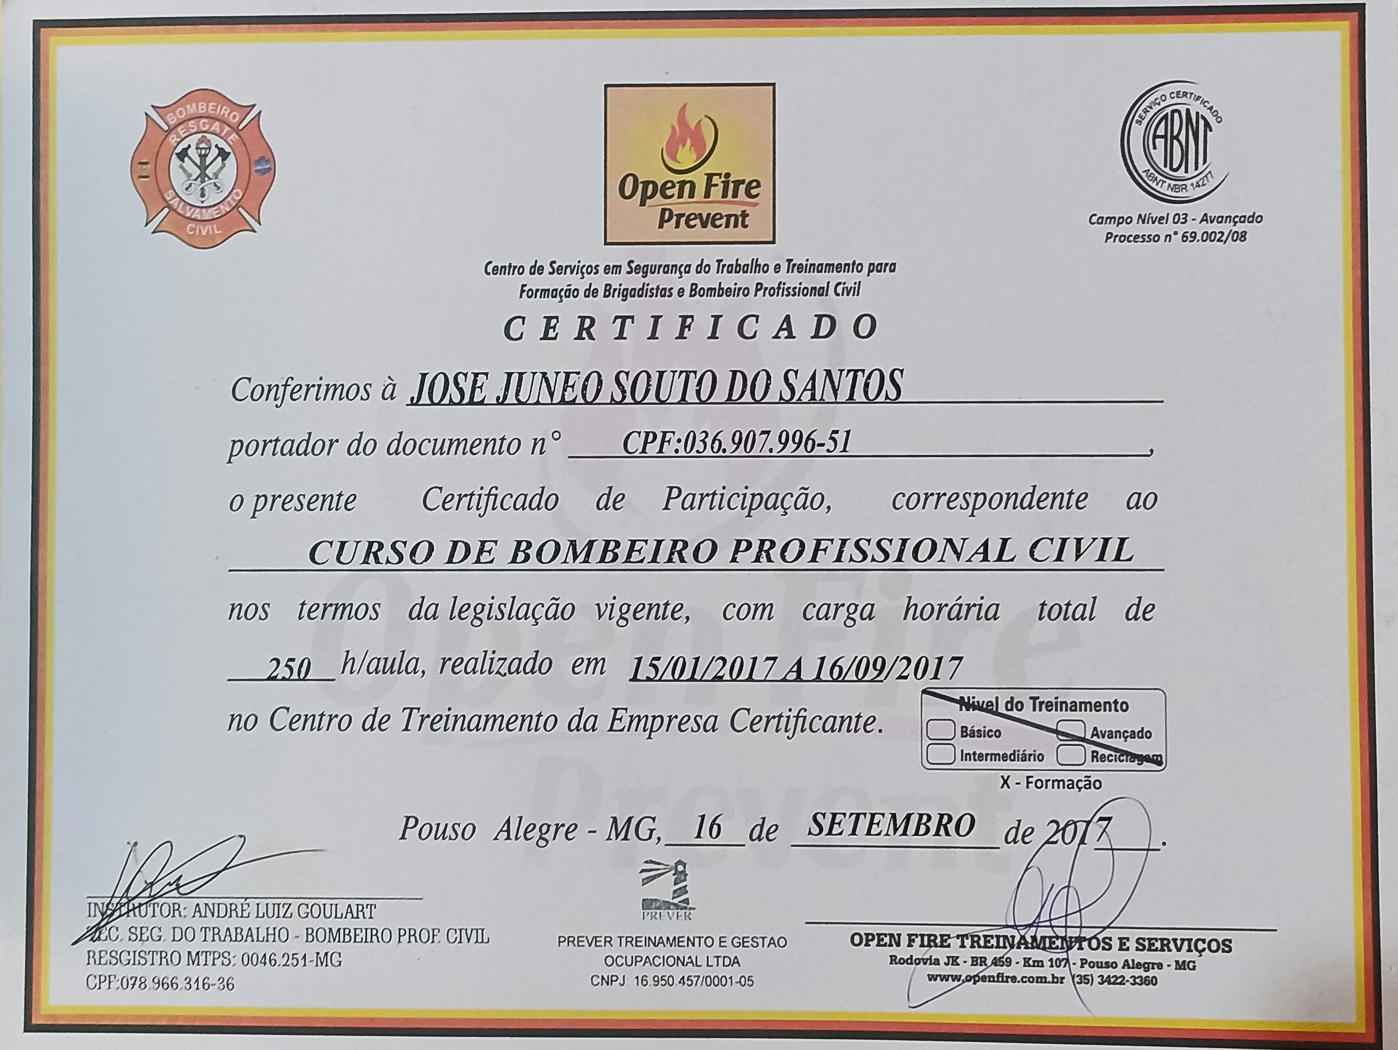 BOMBEIRO
RESGATE
SALVAMENTO
CIVIL
Open Fire
Prevent
SERVIÇO CERTIFICADO
ABNT
ABNT NBR 14277
Campo Nível 03 - Avançado
Processo n° 69.002/08
Centro de Serviços em Segurança do Trabalho e Treinamento para
Formação de Brigadistas e Bombeiro Profissional Civil
CERTIFICADO
Conferimos à JOSE JUNEO SOUTO DO SANTOS
portador do documento n° CPF:036.907.996-51,
o presente Certificado de Participação, correspondente ao
CURSO DE BOMBEIRO PROFISSIONAL CIVIL
nos termos da legislação vigente, com carga horária total de
250 h/aula, realizado em 15/01/2017 A 16/09/2017
no Centro de Treinamento da Empresa Certificante.
Nível do Treinamento
Básico Avançado
Intermediário Reciclagem
X - Formação
Pouso Alegre - MG, 16 de SETEMBRO de 2017.
PREVER
INSTRUTOR: ANDRÉ LUIZ GOULART
TEC. SEG. DO TRABALHO - BOMBEIRO PROF. CIVIL
RESGISTRO MTPS: 0046.251-MG
CPF:078.966.316-36
PREVER TREINAMENTO E GESTAO
OCUPACIONAL LTDA
CNPJ: 16.950.457/0001-05
OPEN FIRE TREINAMENTOS E SERVIÇOS
Rodovia JK - BR 459 - Km 107 - Pouso Alegre - MG
www.openfire.com.br (35) 3422-3360